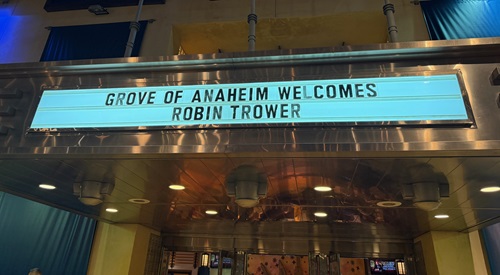 GROVE OF ANAHEIM WELCOMES
ROBIN TROWER